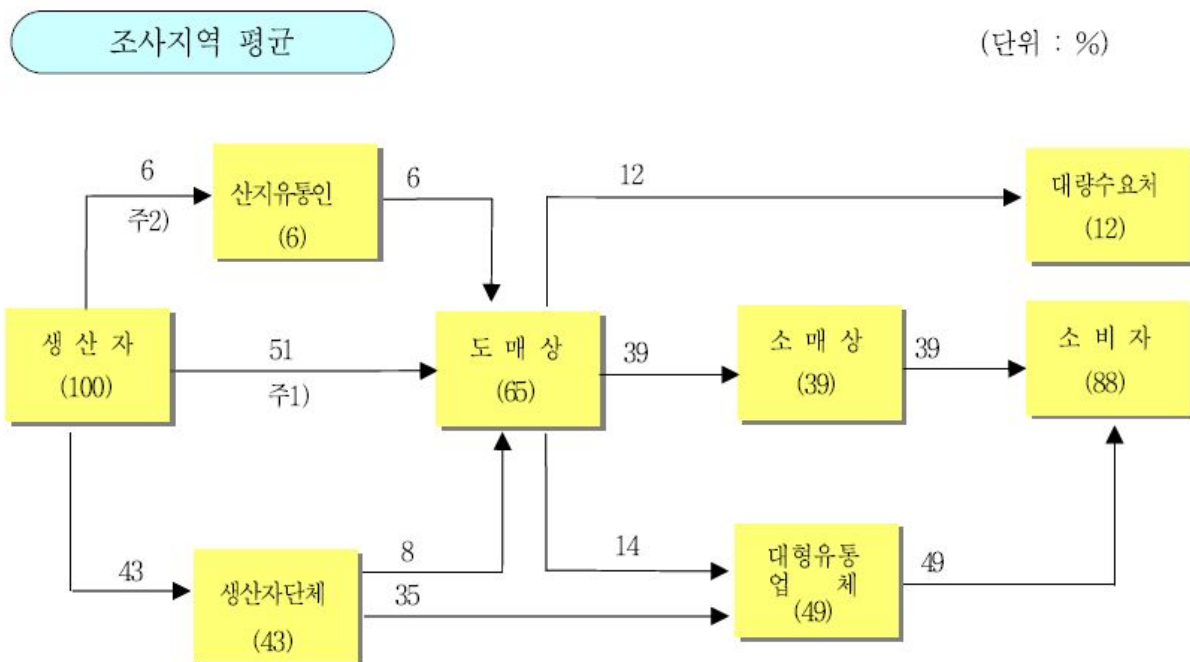 조사지역 평균
(단위 : %)
6
주2)
산지유통인
(6)
6
12
대량수요처
(12)
생 산 자
(100)
51
주1)
도 매 상
(65)
39
소 매 상
(39)
39
소 비 자
(88)
43
생산자단체
(43)
8
35
14
대형유통
업 체
(49)
49